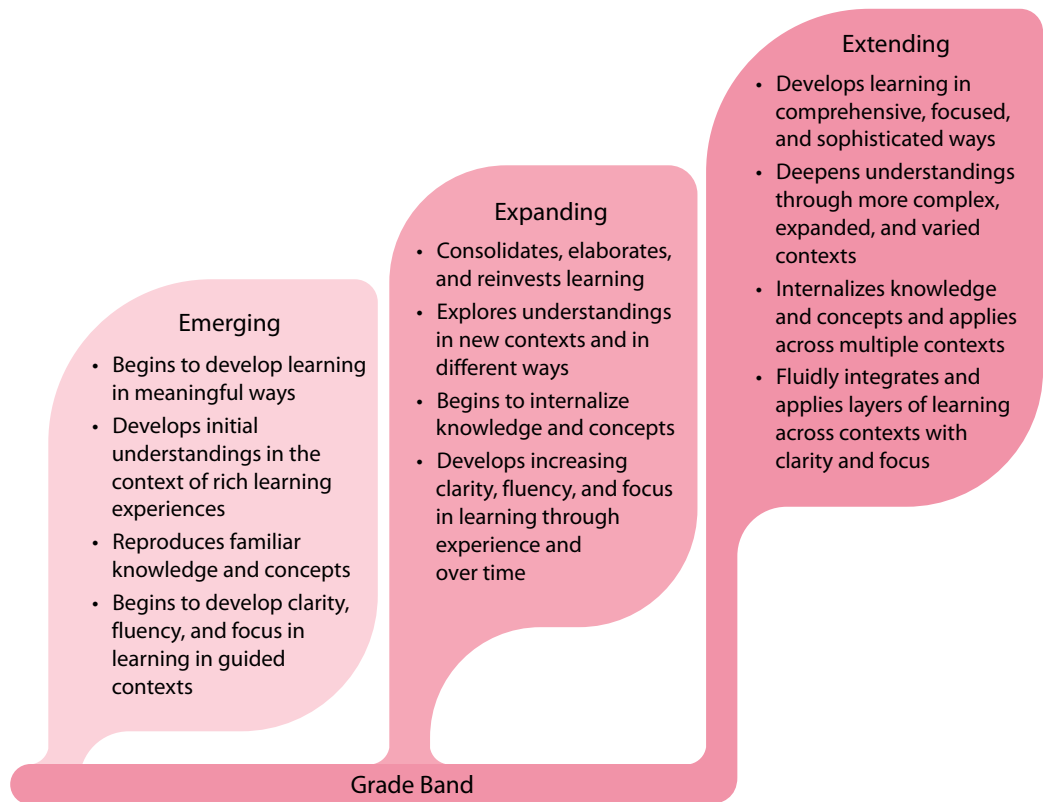 Emerging
• Begins to develop learning
in meaningful ways
• Develops initial
understandings in the
context of rich learning
experiences
• Reproduces familiar
knowledge and concepts
• Begins to develop clarity,
fluency, and focus in
learning in guided
contexts
Expanding
• Consolidates, elaborates,
and reinvests learning
• Explores understandings
in new contexts and in
different ways
• Begins to internalize
knowledge and concepts
• Develops increasing
clarity, fluency, and focus
in learning through
experience and
over time
Extending
• Develops learning in
comprehensive, focused,
and sophisticated ways
• Deepens understandings
through more complex,
expanded, and varied
contexts
• Internalizes knowledge
and concepts and applies
across multiple contexts
• Fluidly integrates and
applies layers of learning
across contexts with
clarity and focus
Grade Band